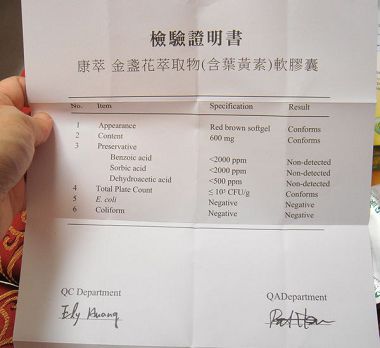 檢驗證明書
康萃 金盞花萃取物(含葉黃素)軟膠囊
No. Item Specification Result
1 Appearance Red brown softgel Conforms
2 Content 600 mg Conforms
3 Preservative
Benzoic acid <2000 ppm Non-detected
Sorbic acid <2000 ppm Non-detected
Dehydroacetic acid <500 ppm Non-detected
4 Total Plate Count ≤ 10³ CFU/g Conforms
5 E. coli Negative Negative
6 Coliform Negative Negative
QC Department QADepartment